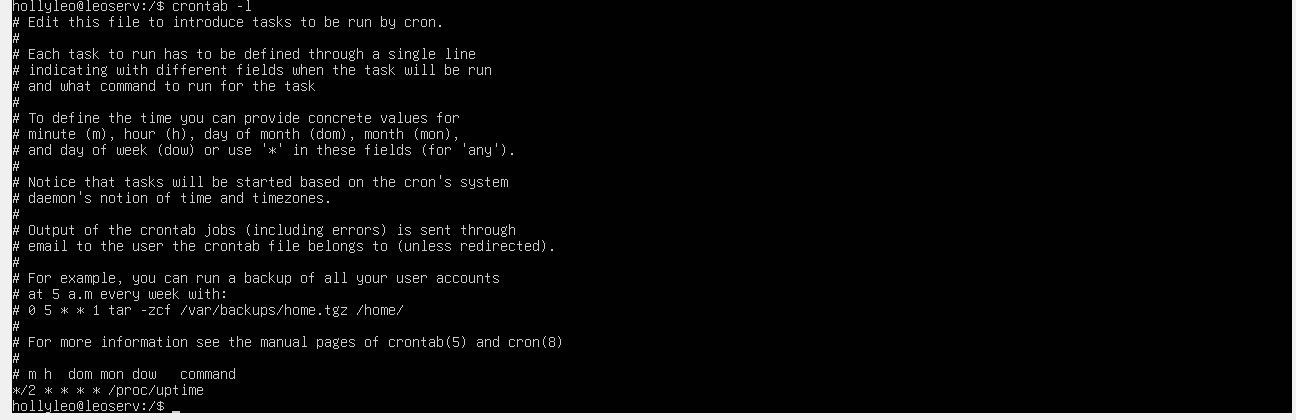 hollyleo@leoserv:/$ crontab -l
# Edit this file to introduce tasks to be run by cron.
#
# Each task to run has to be defined through a single line
# indicating with different fields when the task will be run
# and what command to run for the task
#
# To define the time you can provide concrete values for
# minute (m), hour (h), day of month (dom), month (mon),
# and day of week (dow) or use '*' in these fields (for 'any').
#
# Notice that tasks will be started based on the cron's system
# daemon's notion of time and timezones.
#
# Output of the crontab jobs (including errors) is sent through
# email to the user the crontab file belongs to (unless redirected).
#
# For example, you can run a backup of all your user accounts
# at 5 a.m every week with:
# 0 5 * * 1 tar -zcf /var/backups/home.tgz /home/
#
# For more information see the manual pages of crontab(5) and cron(8)
#
# m h  dom mon dow   command
*/2 * * * * /proc/uptime
hollyleo@leoserv:/$ _